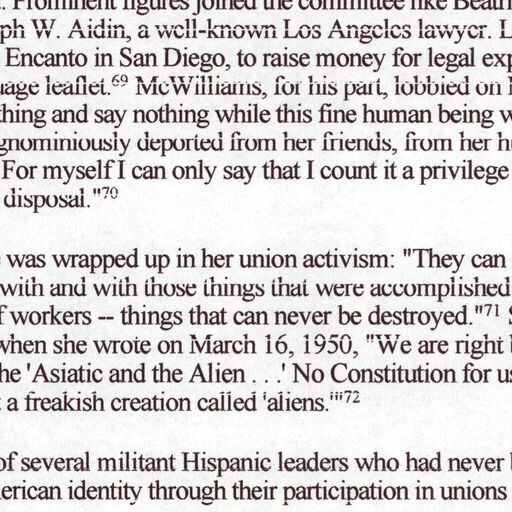 . Prominent figures joined the committee like Beatri
ph W. Aidin, a well-known Los Angeles lawyer. L
Encanto in San Diego, to raise money for legal exp
uage leaflet.⁶⁹ McWilliams, for his part, lobbied on
thing and say nothing while this fine human being w
gnominiously deported from her friends, from her h
For myself I can only say that I count it a privilege
disposal."⁷⁰
was wrapped up in her union activism: "They can
with and with those things that were accomplished
f workers -- things that can never be destroyed."⁷¹ S
when she wrote on March 16, 1950, "We are right b
he 'Asiatic and the Alien . . .' No Constitution for us
t a freakish creation called 'aliens.'"⁷²
of several militant Hispanic leaders who had never b
nerican identity through their participation in unions